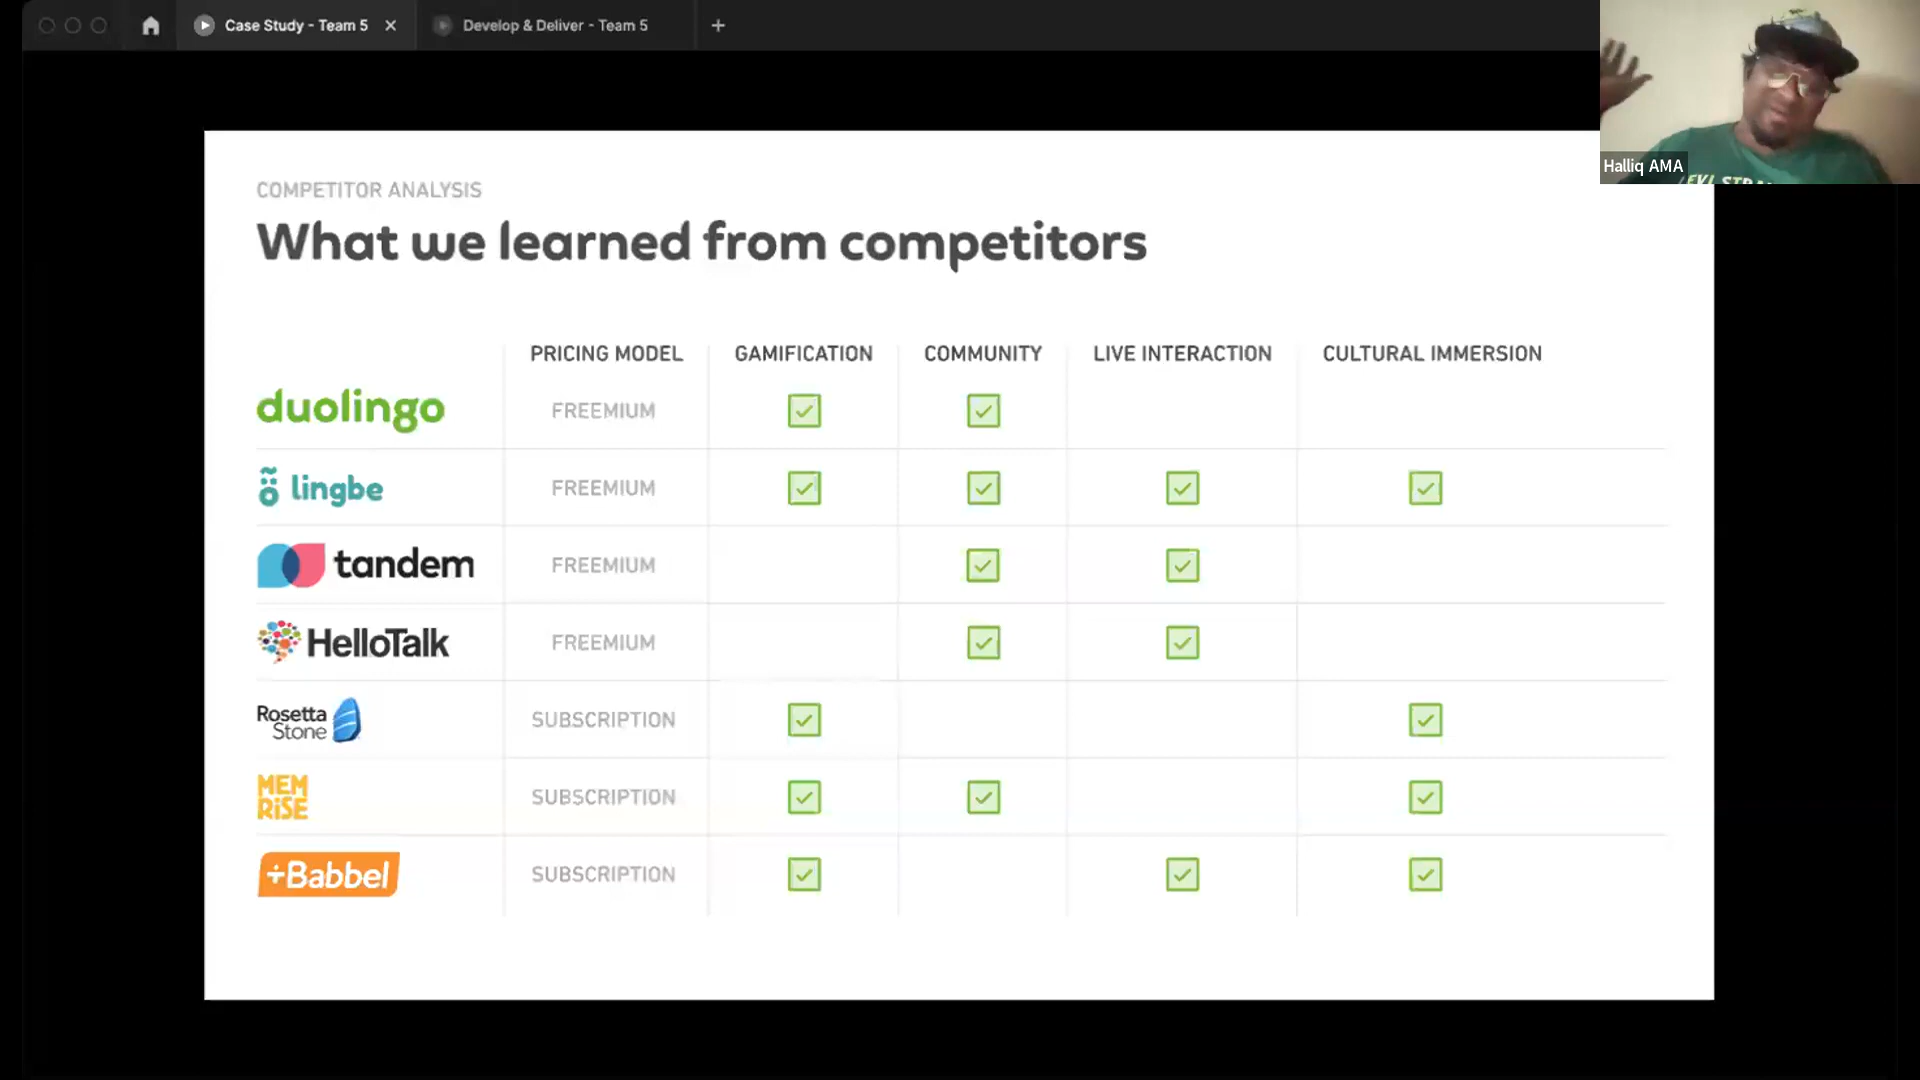 Case Study - Team 5
Develop & Deliver - Team 5
Halliq AMA
COMPETITOR ANALYSIS
What we learned from competitors
PRICING MODEL GAMIFICATION COMMUNITY LIVE INTERACTION CULTURAL IMMERSION
duolingo FREEMIUM
lingbe FREEMIUM
tandem FREEMIUM
HelloTalk FREEMIUM
Rosetta
Stone SUBSCRIPTION
MEM
RiSE SUBSCRIPTION
+Babbel SUBSCRIPTION